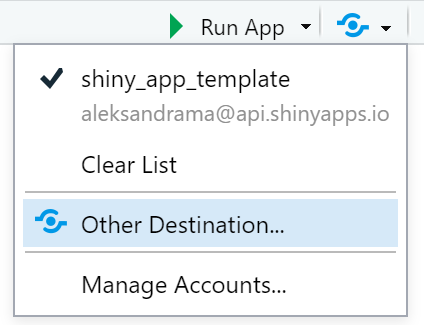 Run App
shiny_app_template
aleksandrama@api.shinyapps.io
Clear List
Other Destination...
Manage Accounts...